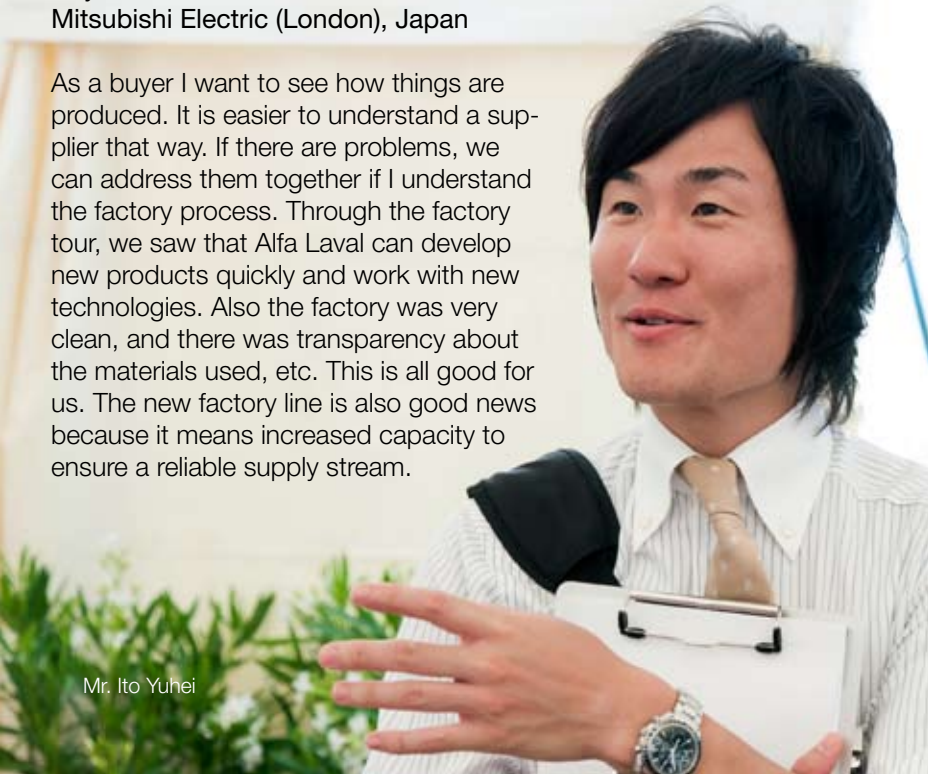 Mitsubishi Electric (London), Japan
As a buyer I want to see how things are
produced. It is easier to understand a sup-
plier that way. If there are problems, we
can address them together if I understand
the factory process. Through the factory
tour, we saw that Alfa Laval can develop
new products quickly and work with new
technologies. Also the factory was very
clean, and there was transparency about
the materials used, etc. This is all good for
us. The new factory line is also good news
because it means increased capacity to
ensure a reliable supply stream.
Mr. Ito Yuhei